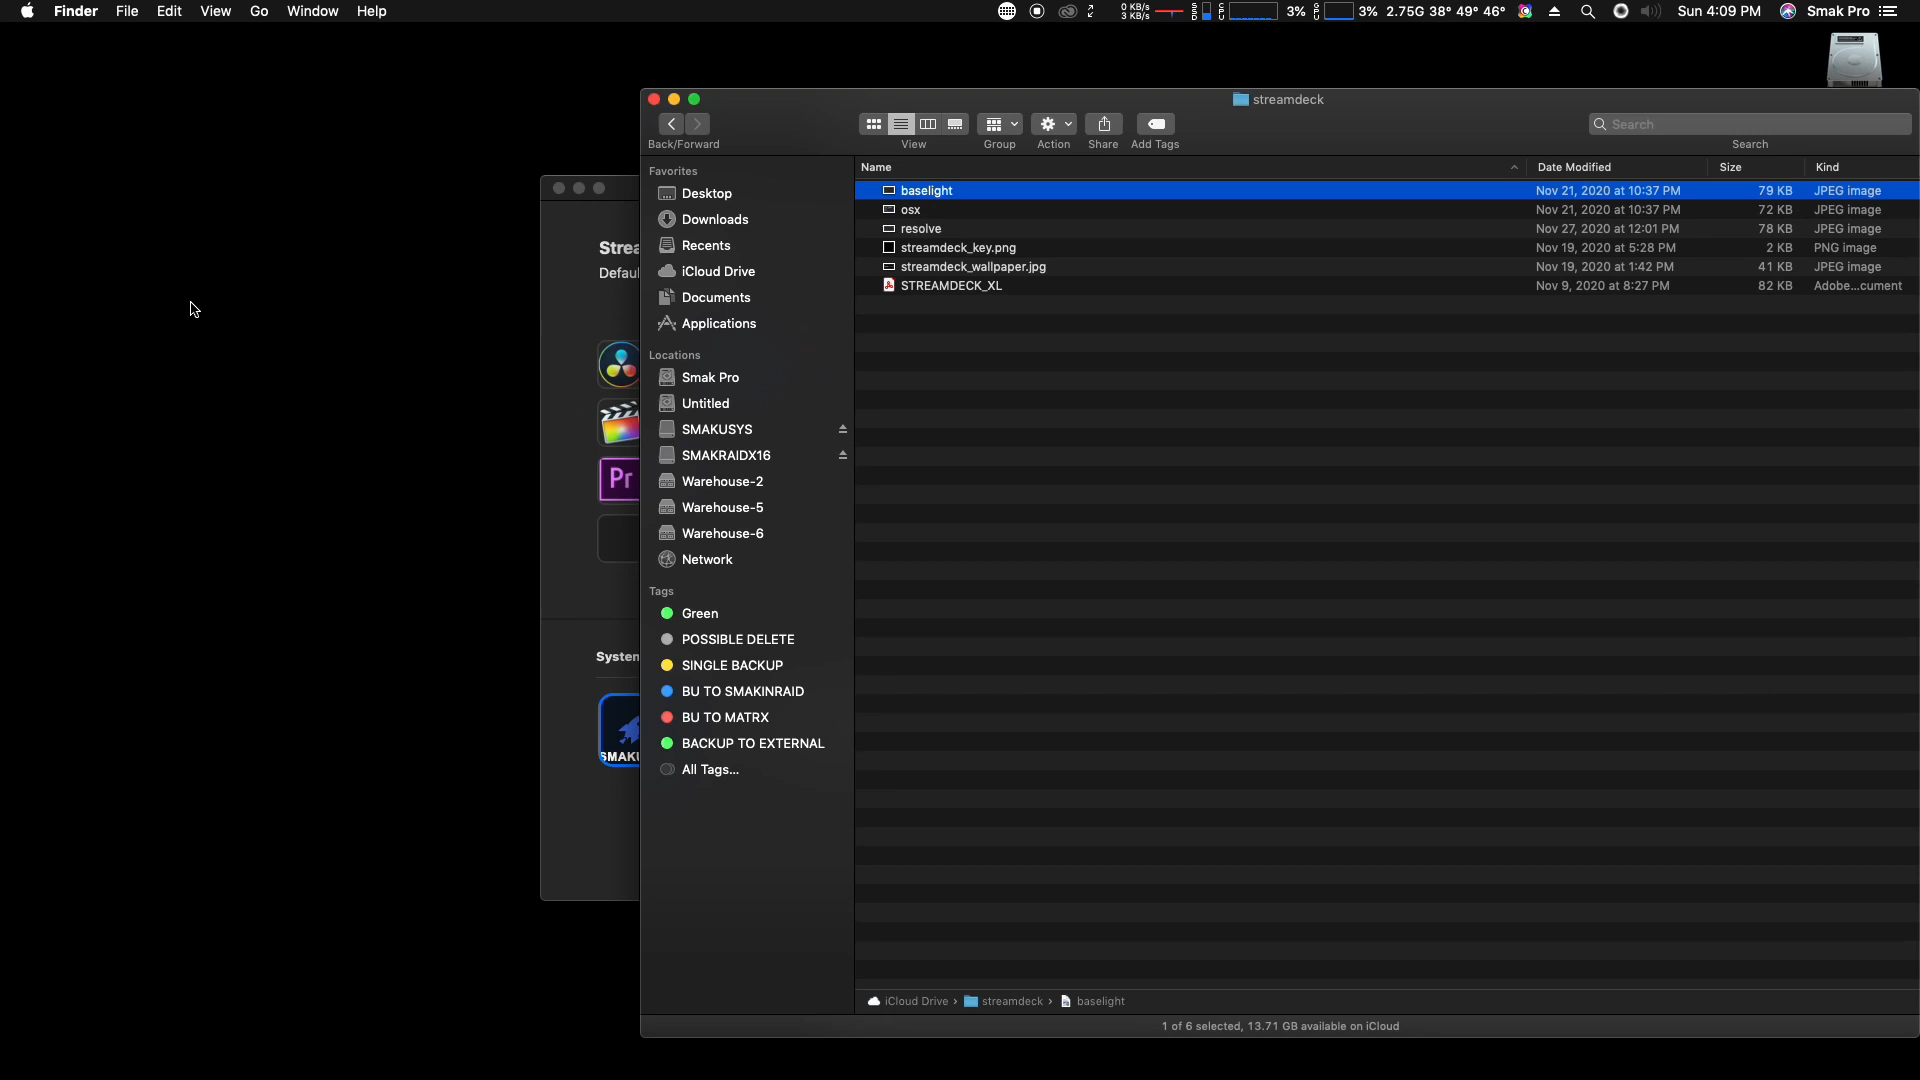 Finder File Edit View Go Window Help
0 KB/s
3 KB/s
SSD CPU 3% GPU 3% 2.75G 38° 49° 46° Sun 4:09 PM Smak Pro
streamdeck
Search
Back/Forward View Group Action Share Add Tags Search
Favorites
Desktop
Downloads
Recents
iCloud Drive
Documents
Applications
Locations
Smak Pro
Untitled
SMAKUSYS
SMAKRAIDX16
Warehouse-2
Warehouse-5
Warehouse-6
Network
Tags
Green
POSSIBLE DELETE
SINGLE BACKUP
BU TO SMAKINRAID
BU TO MATRX
BACKUP TO EXTERNAL
All Tags...
Name Date Modified Size Kind
baselight Nov 21, 2020 at 10:37 PM 79 KB JPEG image
osx Nov 21, 2020 at 10:37 PM 72 KB JPEG image
resolve Nov 27, 2020 at 12:01 PM 78 KB JPEG image
streamdeck_key.png Nov 19, 2020 at 5:28 PM 2 KB PNG image
streamdeck_wallpaper.jpg Nov 19, 2020 at 1:42 PM 41 KB JPEG image
STREAMDECK_XL Nov 9, 2020 at 8:27 PM 82 KB Adobe...cument
iCloud Drive › streamdeck › baselight
1 of 6 selected, 13.71 GB available on iCloud
Strea
Defaul
Pr
System
SMAKU